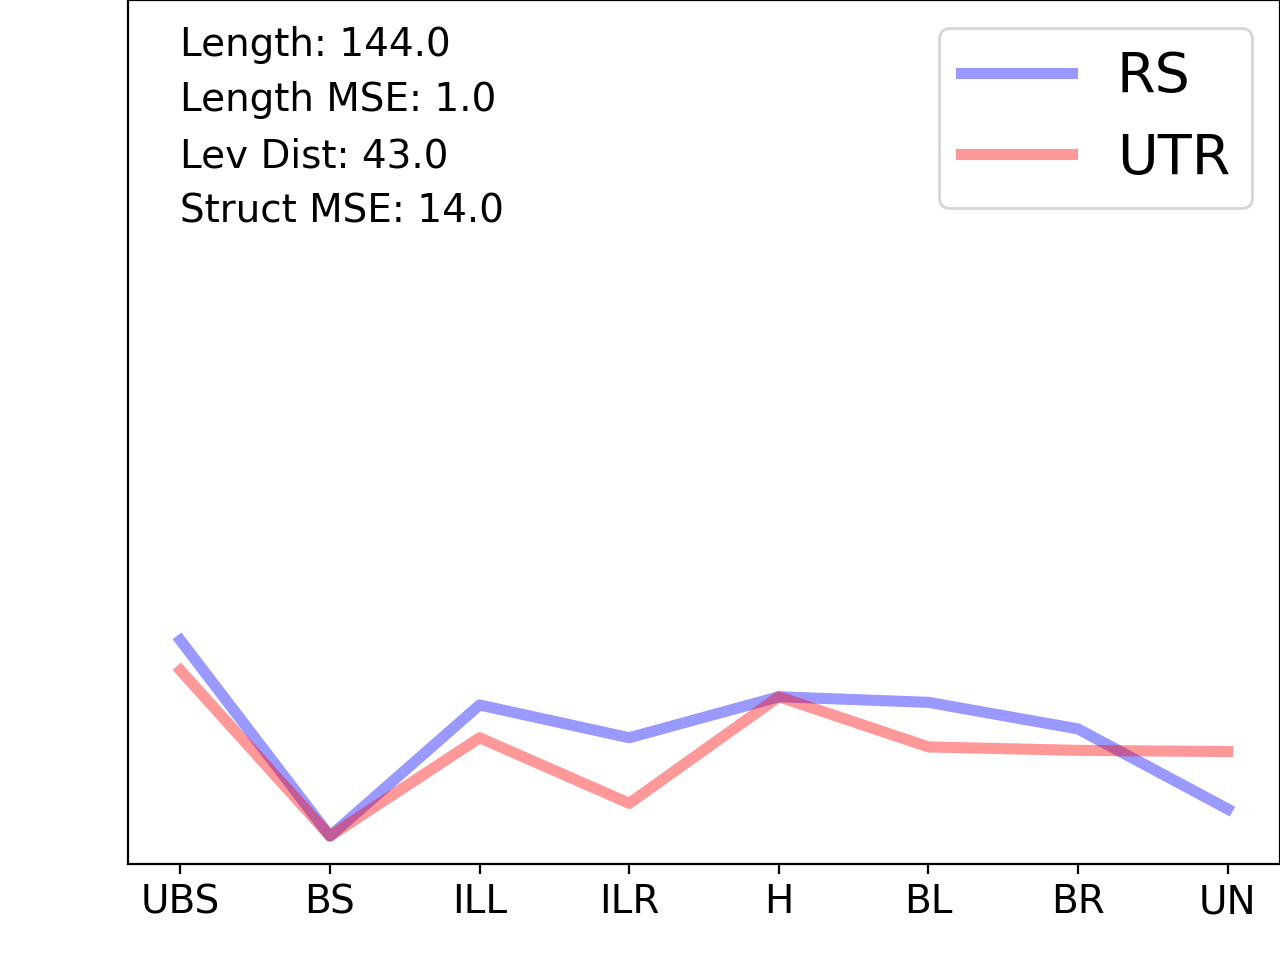 Length: 144.0
Length MSE: 1.0
Lev Dist: 43.0
Struct MSE: 14.0
RS
UTR
UBS BS ILL ILR H BL BR UN